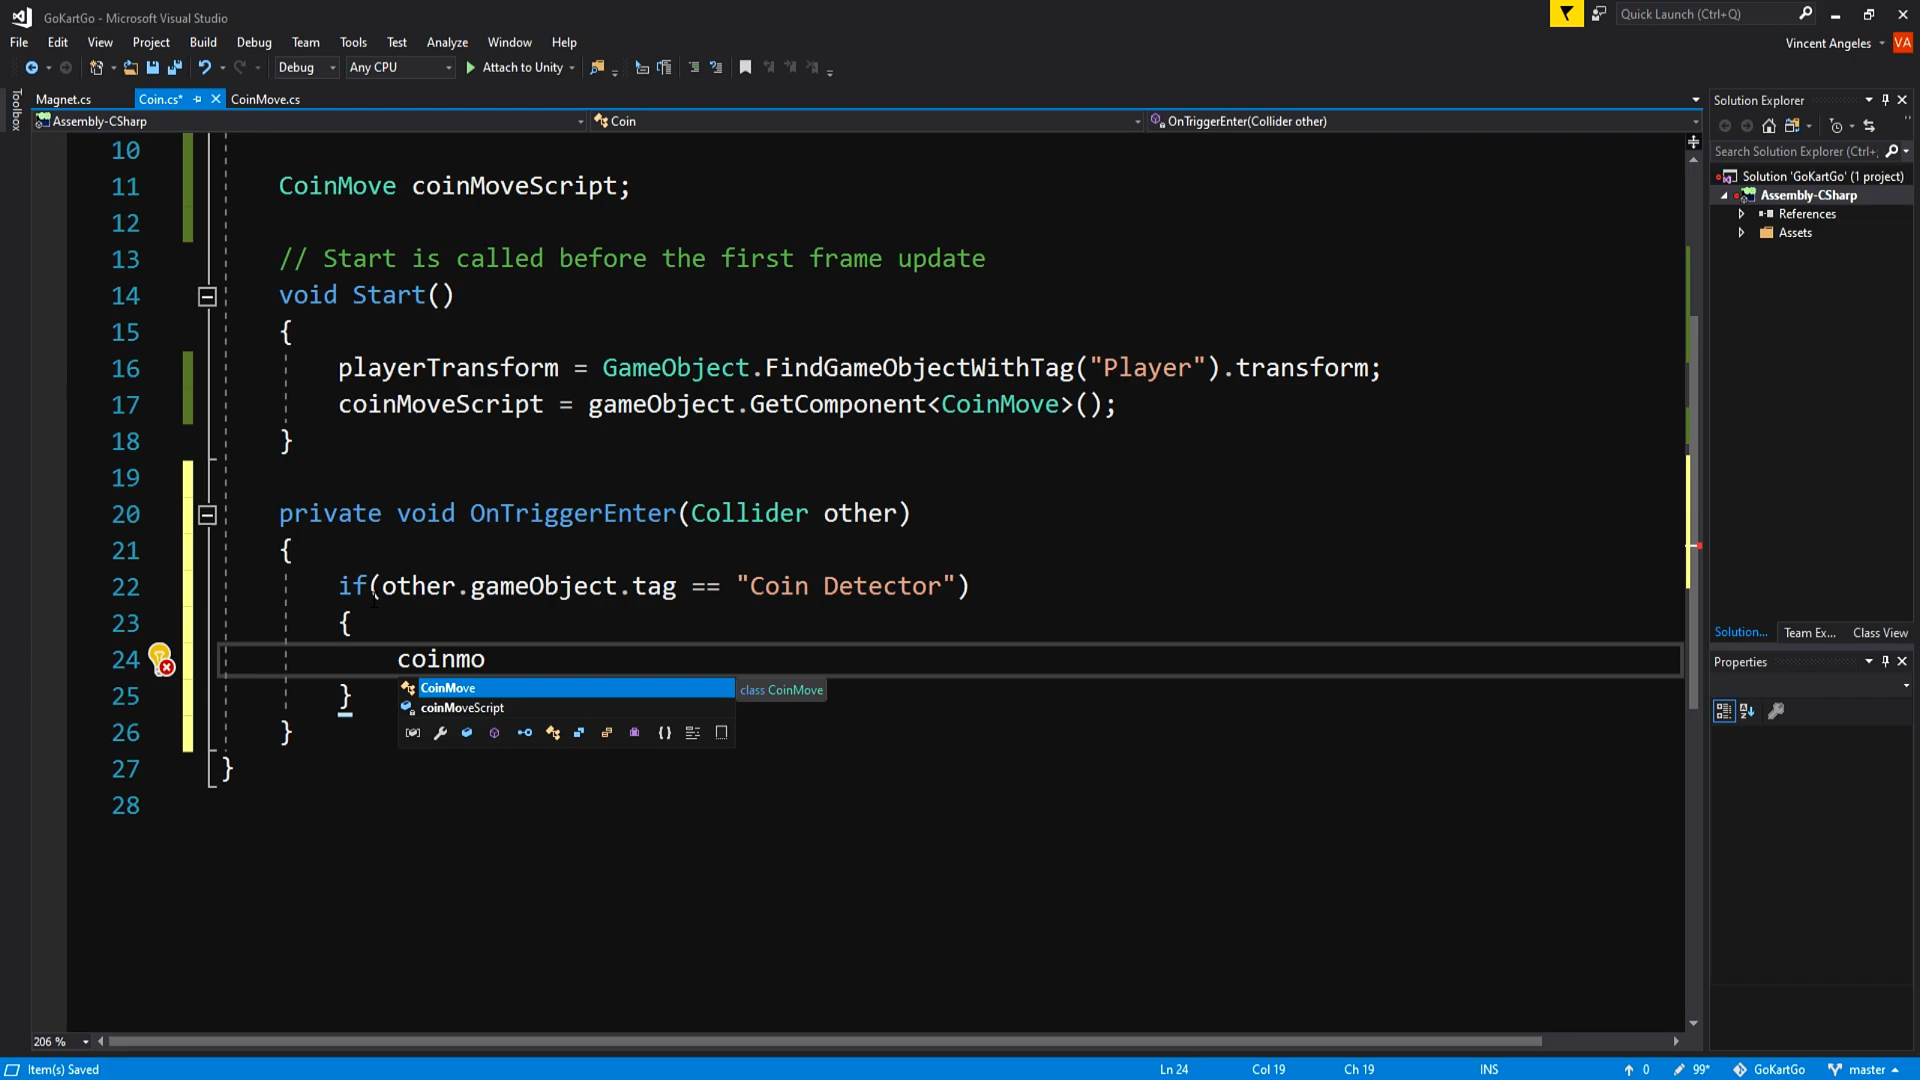 GoKartGo - Microsoft Visual Studio
Quick Launch (Ctrl+Q)
File Edit View Project Build Debug Team Tools Test Analyze Window Help
Vincent Angeles VA
Debug Any CPU Attach to Unity
Toolbox
Magnet.cs Coin.cs* CoinMove.cs
Assembly-CSharp Coin OnTriggerEnter(Collider other)
10
11 CoinMove coinMoveScript;
12
13 // Start is called before the first frame update
14 void Start()
15 {
16 playerTransform = GameObject.FindGameObjectWithTag("Player").transform;
17 coinMoveScript = gameObject.GetComponent<CoinMove>();
18 }
19
20 private void OnTriggerEnter(Collider other)
21 {
22 if(other.gameObject.tag == "Coin Detector")
23 {
24 coinmo
CoinMove class CoinMove
coinMoveScript
25 }
26 }
27 }
28
Solution Explorer
Search Solution Explorer (Ctrl+;
Solution 'GoKartGo' (1 project)
Assembly-CSharp
References
Assets
Solution... Team Ex... Class View
Properties
206 %
Item(s) Saved Ln 24 Col 19 Ch 19 INS 0 99* GoKartGo master